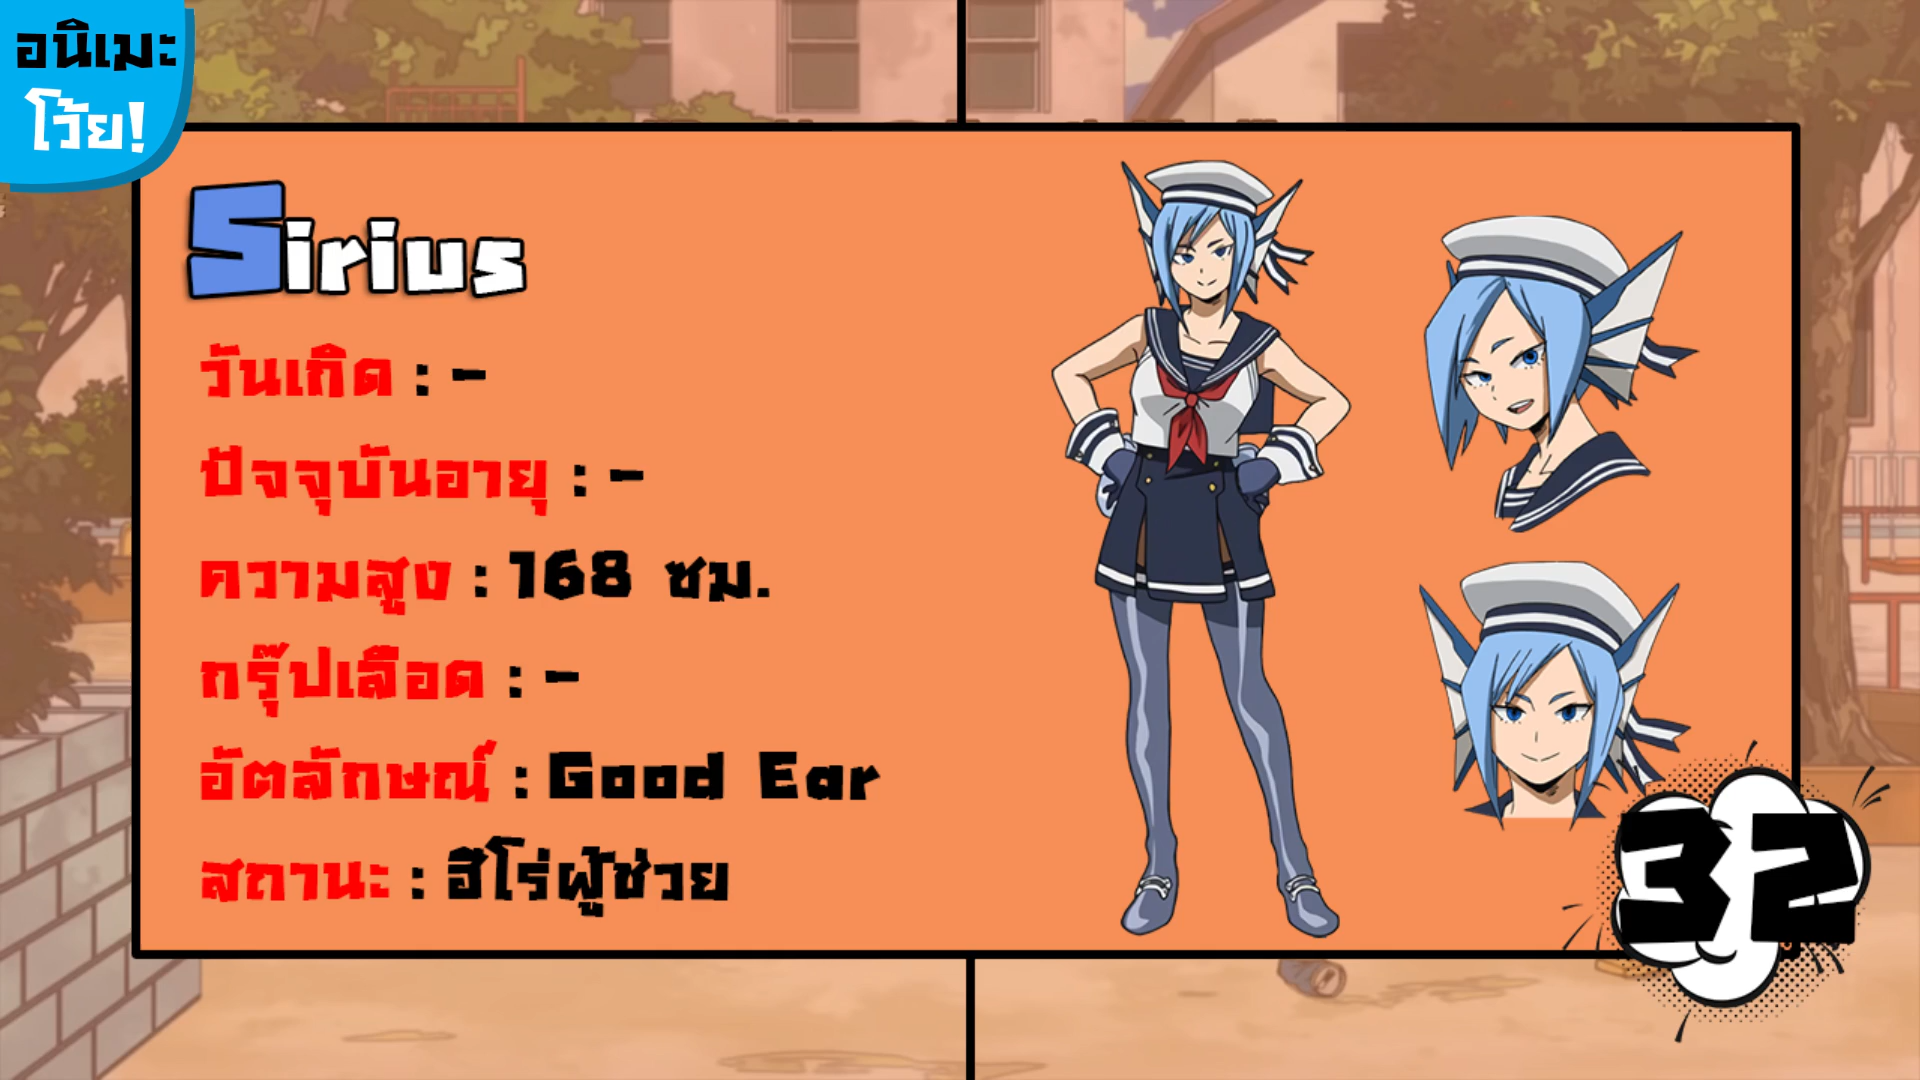 อนิเมะ
โว้ย!
Sirius
วันเกิด : -
ปัจจุบันอายุ : -
ความสูง : 168 ซม.
กรุ๊ปเลือด : -
อัตลักษณ์ : Good Ear
สถานะ : ฮีโร่ผู้ช่วย
32